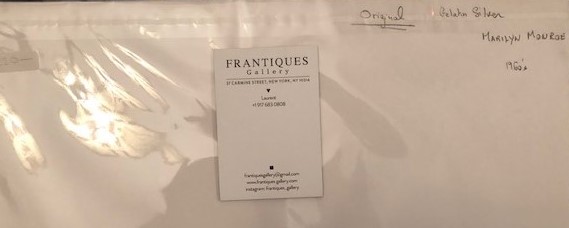 Original Gelatin Silver
MARILYN MONROE
1960's
FRANTIQUES
Gallery
57 CARMINE STREET, NEW YORK, NY 10014
Laurent
frantiquesgallery@gmail.com
www.frantiques.gallery.com
instagram: frantiques_gallery